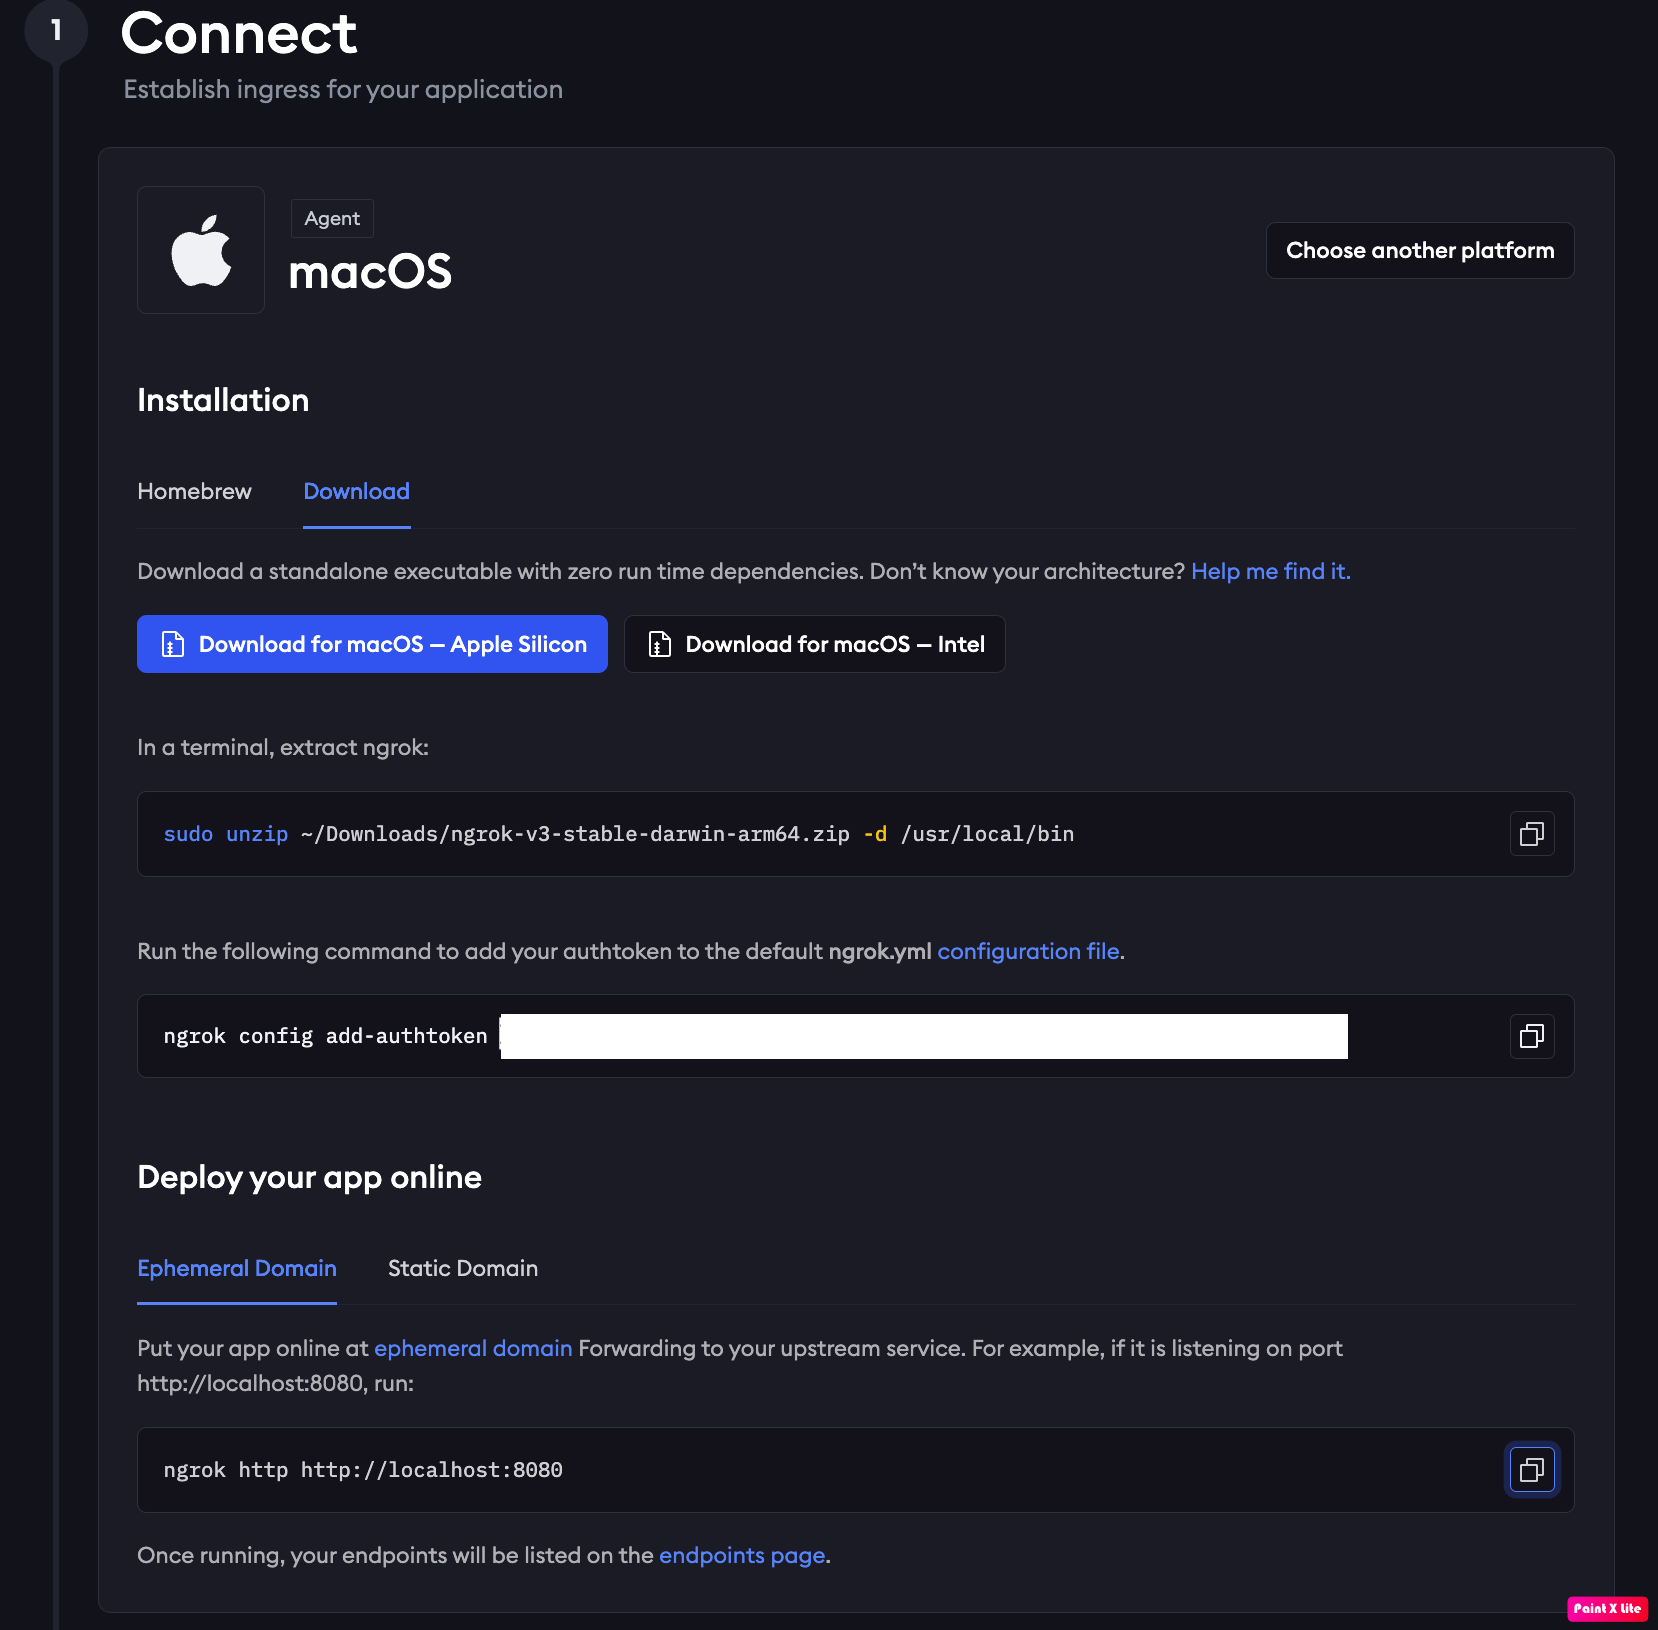 1
Connect
Establish ingress for your application
Agent
macOS
Choose another platform
Installation
Homebrew Download
Download a standalone executable with zero run time dependencies. Don’t know your architecture? Help me find it.
Download for macOS — Apple Silicon Download for macOS — Intel
In a terminal, extract ngrok:
sudo unzip ~/Downloads/ngrok-v3-stable-darwin-arm64.zip -d /usr/local/bin
Run the following command to add your authtoken to the default ngrok.yml configuration file.
ngrok config add-authtoken
Deploy your app online
Ephemeral Domain Static Domain
Put your app online at ephemeral domain Forwarding to your upstream service. For example, if it is listening on port
http://localhost:8080, run:
ngrok http http://localhost:8080
Once running, your endpoints will be listed on the endpoints page.
Paint X Lite